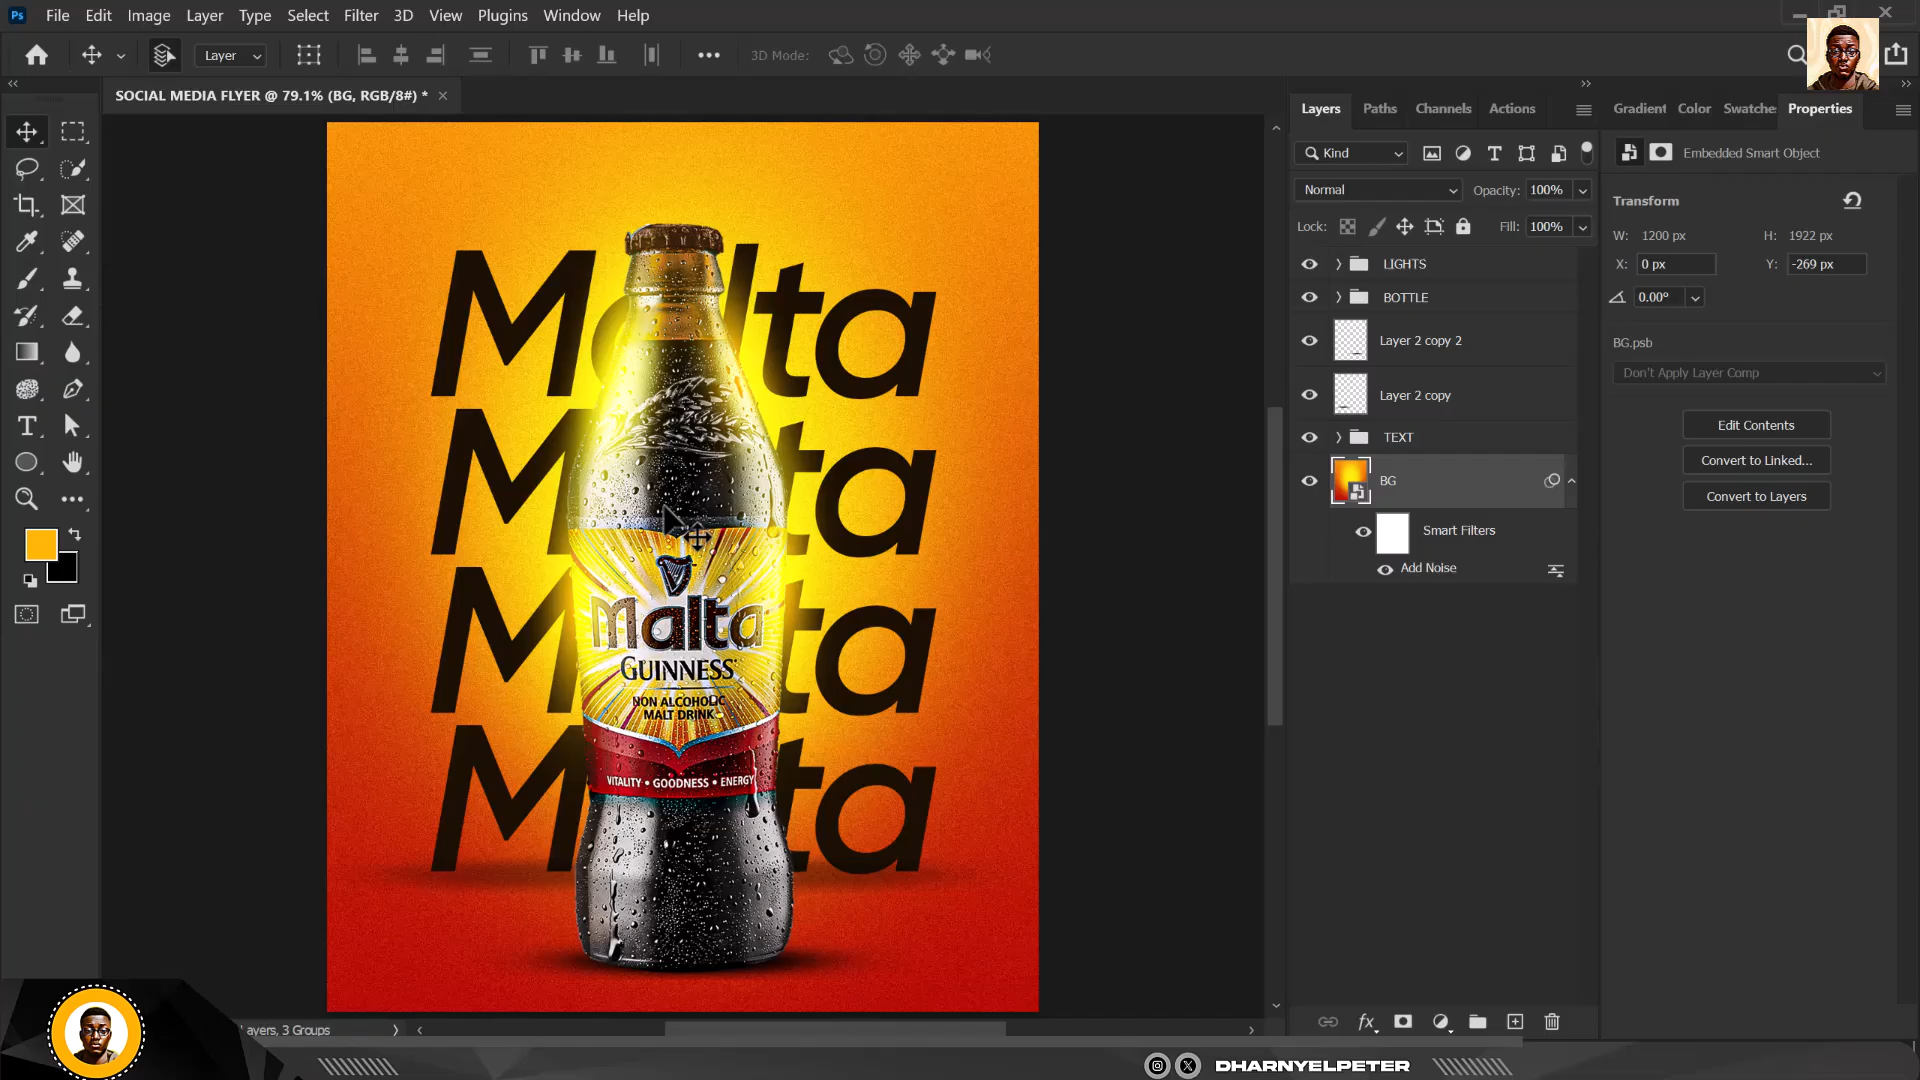 Ps File Edit Image Layer Type Select Filter 3D View Plugins Window Help
Layer 3D Mode:
SOCIAL MEDIA FLYER @ 79.1% (BG, RGB/8#) *
Malta
Malta
Malta
Malta
Malta
GUINNESS
NON ALCOHOLIC
MALT DRINK
VITALITY • GOODNESS • ENERGY
ayers, 3 Groups
Layers Paths Channels Actions
Kind
Normal Opacity: 100%
Lock: Fill: 100%
LIGHTS
BOTTLE
Layer 2 copy 2
Layer 2 copy
TEXT
BG
Smart Filters
Add Noise
fx
Gradient Color Swatche Properties
Embedded Smart Object
Transform
W: 1200 px H: 1922 px
X: 0 px Y: -269 px
0.00°
BG.psb
Don't Apply Layer Comp
Edit Contents
Convert to Linked...
Convert to Layers
DHARNYELPETER